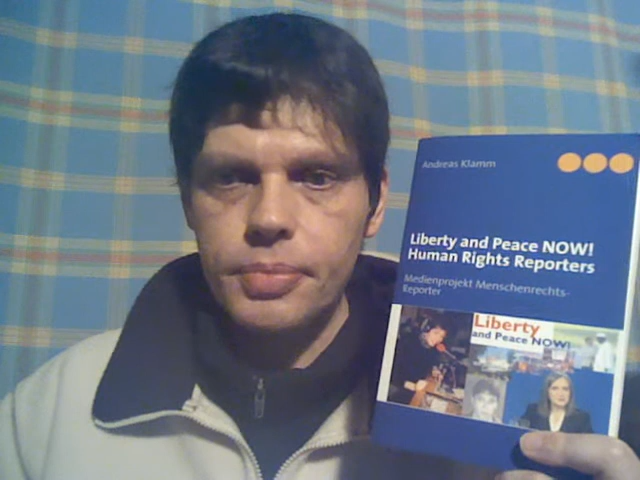 Andreas Klamm
Liberty and Peace NOW!
Human Rights Reporters
Medienprojekt Menschenrechts-
Reporter
Liberty
and Peace NOW!